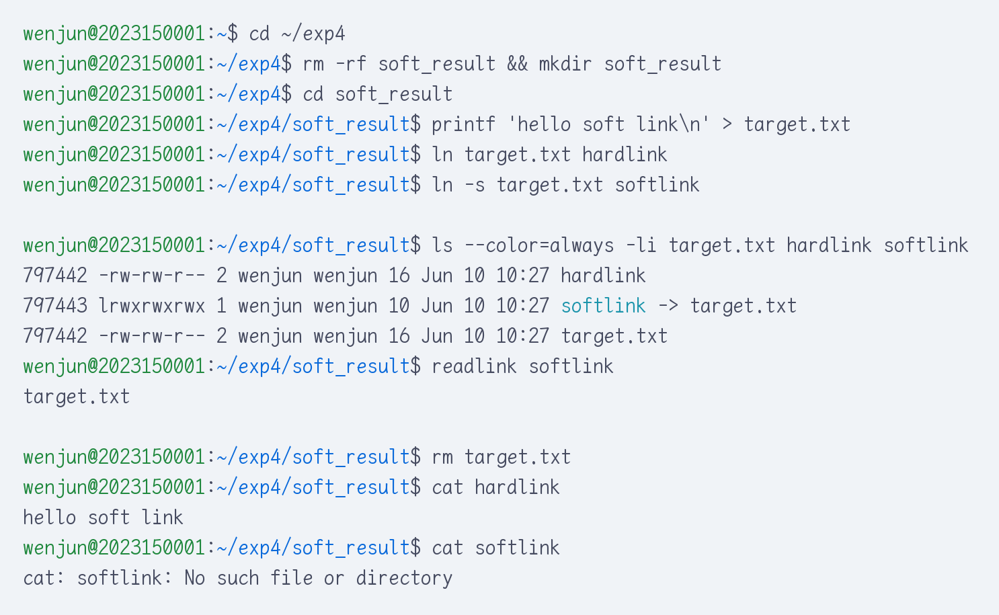 wenjun@2023150001:~$ cd ~/exp4
wenjun@2023150001:~/exp4$ rm -rf soft_result && mkdir soft_result
wenjun@2023150001:~/exp4$ cd soft_result
wenjun@2023150001:~/exp4/soft_result$ printf 'hello soft link\n' > target.txt
wenjun@2023150001:~/exp4/soft_result$ ln target.txt hardlink
wenjun@2023150001:~/exp4/soft_result$ ln -s target.txt softlink

wenjun@2023150001:~/exp4/soft_result$ ls --color=always -li target.txt hardlink softlink
797442 -rw-rw-r-- 2 wenjun wenjun 16 Jun 10 10:27 hardlink
797443 lrwxrwxrwx 1 wenjun wenjun 10 Jun 10 10:27 softlink -> target.txt
797442 -rw-rw-r-- 2 wenjun wenjun 16 Jun 10 10:27 target.txt
wenjun@2023150001:~/exp4/soft_result$ readlink softlink
target.txt

wenjun@2023150001:~/exp4/soft_result$ rm target.txt
wenjun@2023150001:~/exp4/soft_result$ cat hardlink
hello soft link
wenjun@2023150001:~/exp4/soft_result$ cat softlink
cat: softlink: No such file or directory